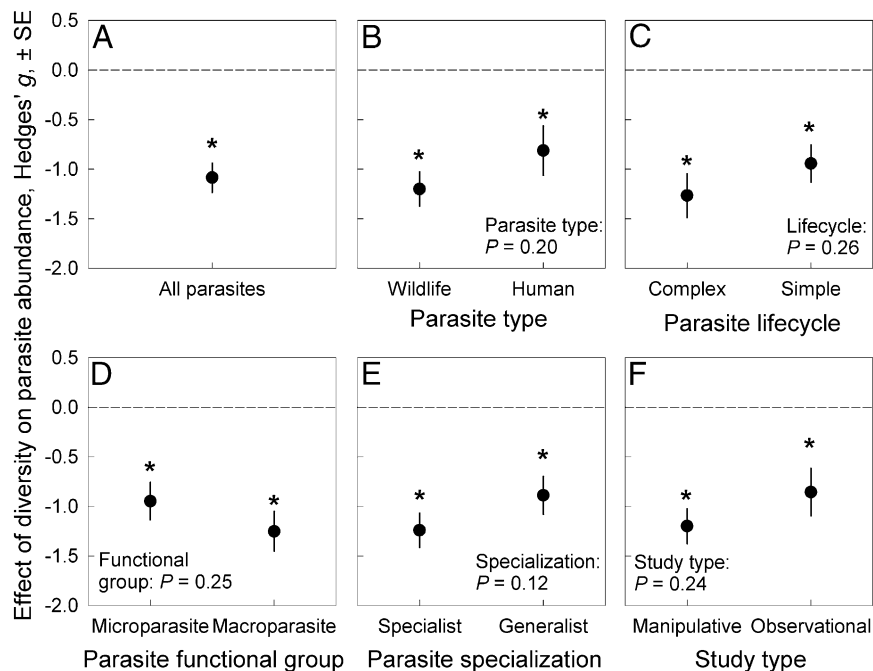 Effect of diversity on parasite abundance, Hedges' g, ± SE
A
0.5
0.0
-0.5
-1.0
-1.5
-2.0
*
All parasites
B
*
*
Parasite type:
P = 0.20
Wildlife Human
Parasite type
C
*
*
Lifecycle:
P = 0.26
Complex Simple
Parasite lifecycle
D
0.5
0.0
-0.5
-1.0
-1.5
-2.0
*
*
Functional
group: P = 0.25
Microparasite Macroparasite
Parasite functional group
E
*
*
Specialization:
P = 0.12
Specialist Generalist
Parasite specialization
F
*
*
Study type:
P = 0.24
Manipulative Observational
Study type